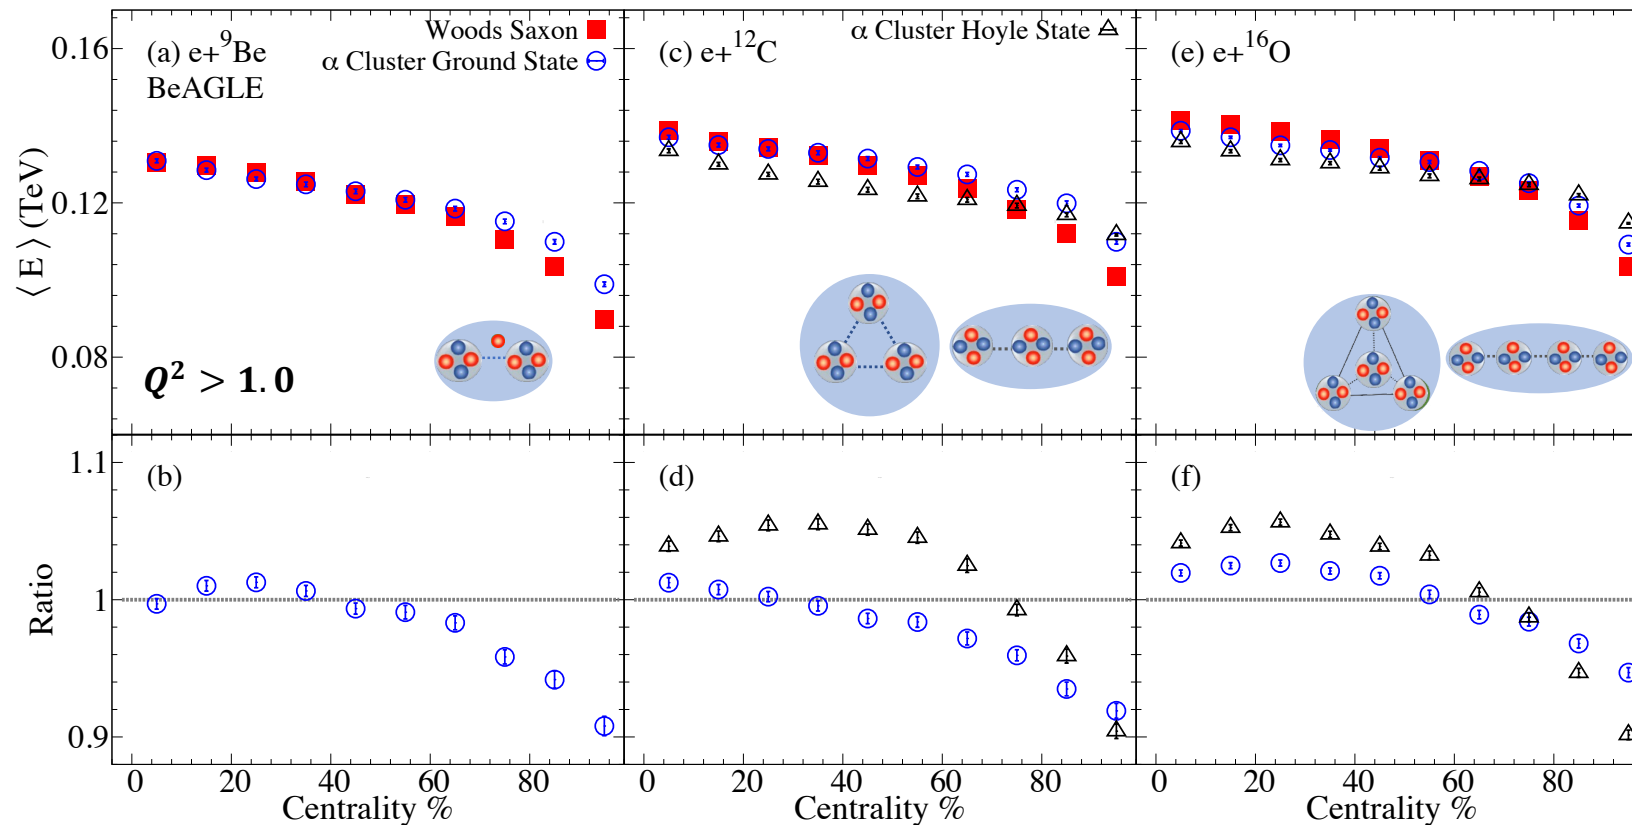 (a) e+⁹Be
BeAGLE
Woods Saxon
α Cluster Ground State
(c) e+¹²C
α Cluster Hoyle State
(e) e+¹⁶O
⟨E⟩(TeV)
0.16
0.12
0.08
Q² > 1.0
(b)
(d)
(f)
Ratio
1.1
1
0.9
0 20 40 60 80
0 20 40 60 80
0 20 40 60 80
Centrality %
Centrality %
Centrality %